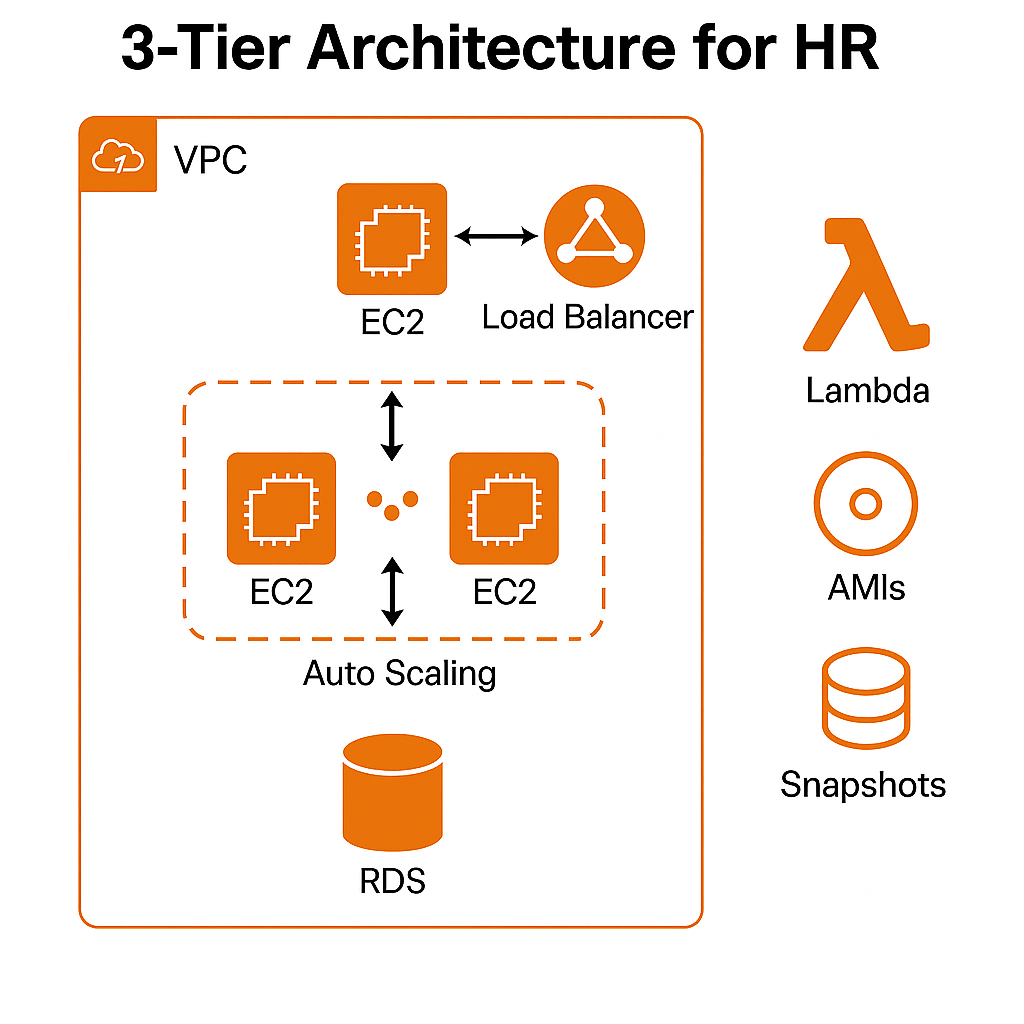 3-Tier Architecture for HR
VPC
EC2
Load Balancer
Lambda
EC2
EC2
AMIs
Auto Scaling
Snapshots
RDS